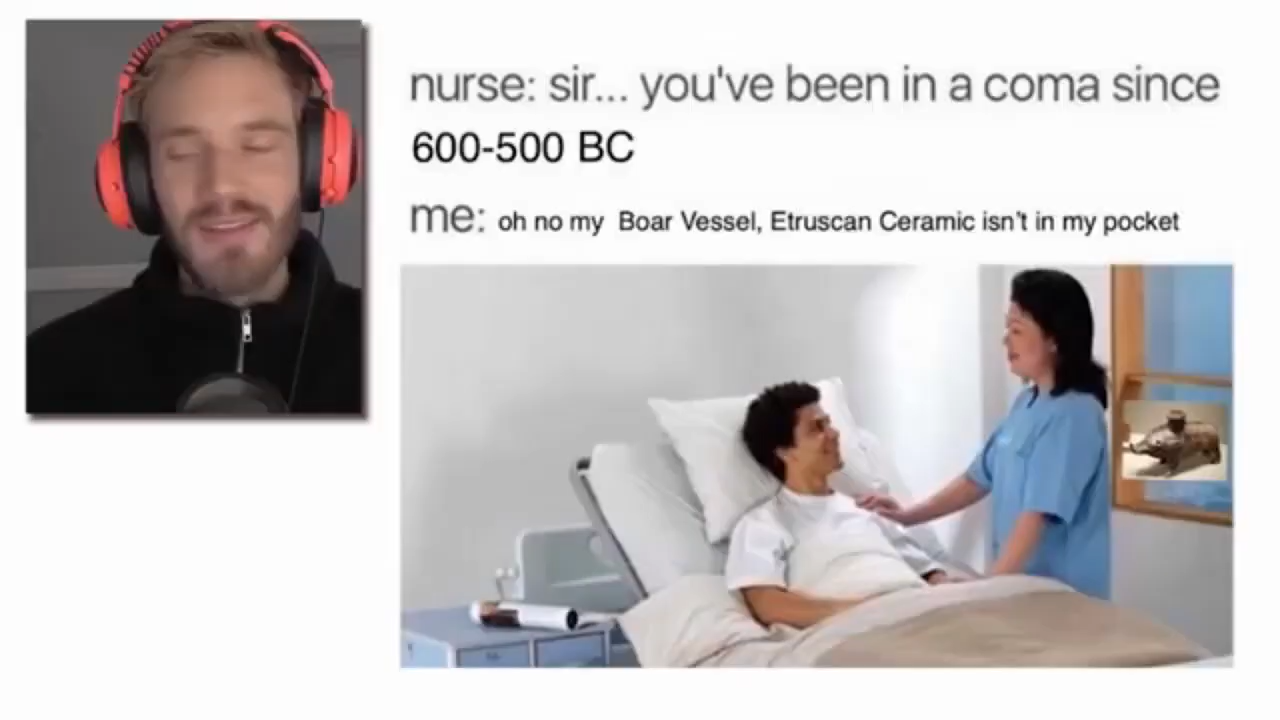 nurse: sir... you've been in a coma since
600-500 BC
me: oh no my Boar Vessel, Etruscan Ceramic isn't in my pocket